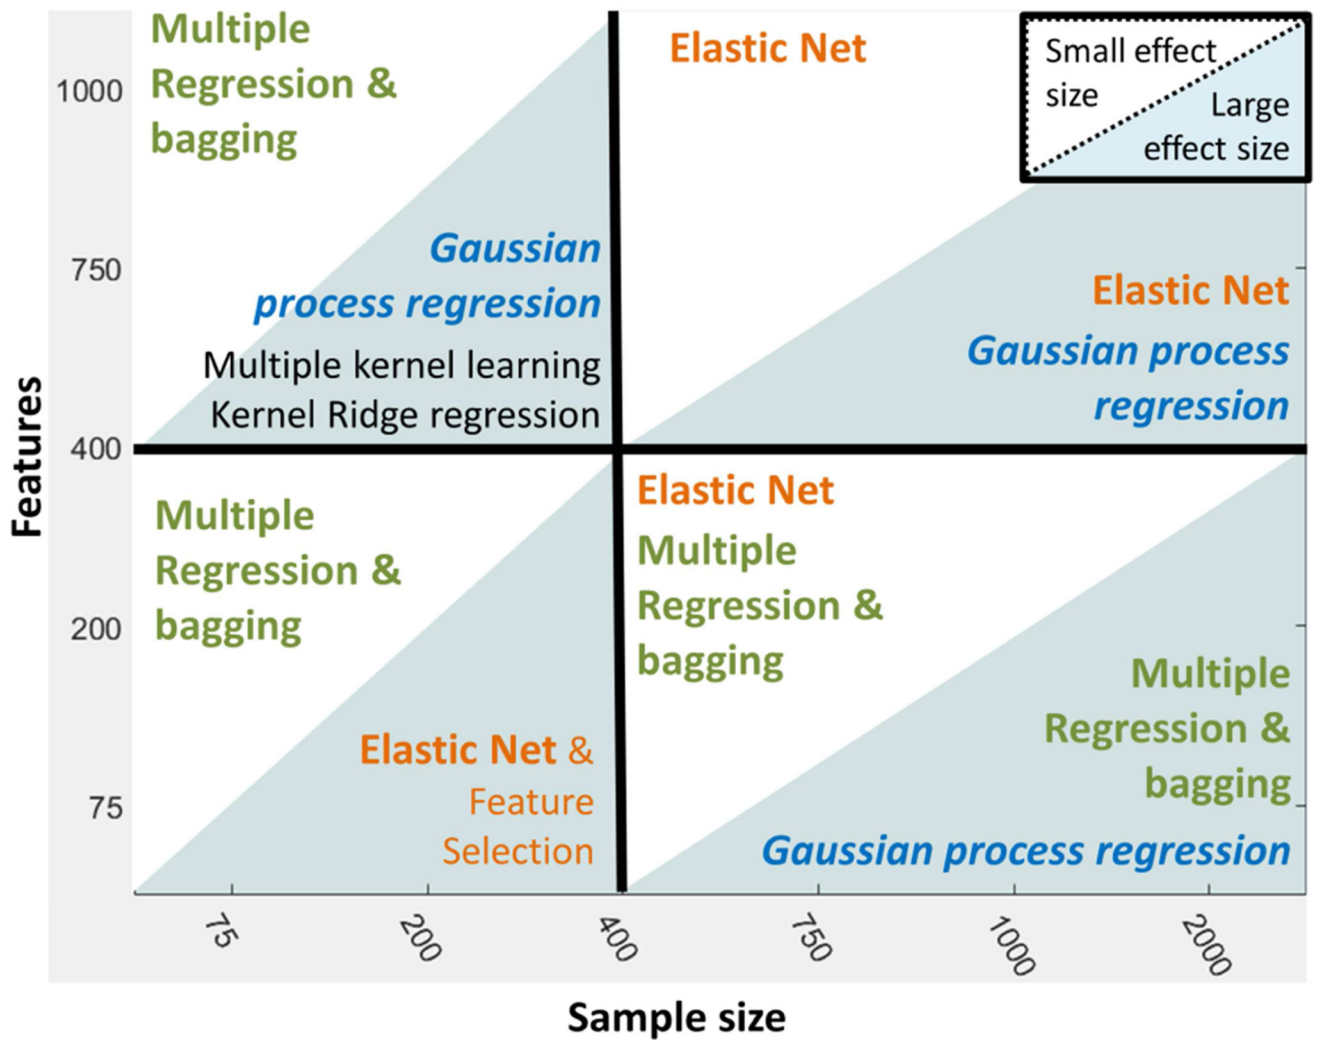 Multiple
Regression &
bagging
Elastic Net
Small effect
size
Large
effect size
1000
750
400
200
75
Features
Gaussian
process regression
Multiple kernel learning
Kernel Ridge regression
Elastic Net
Gaussian process
regression
Multiple
Regression &
bagging
Elastic Net &
Feature
Selection
Elastic Net
Multiple
Regression &
bagging
Multiple
Regression &
bagging
Gaussian process regression
75
200
400
750
1000
2000
Sample size